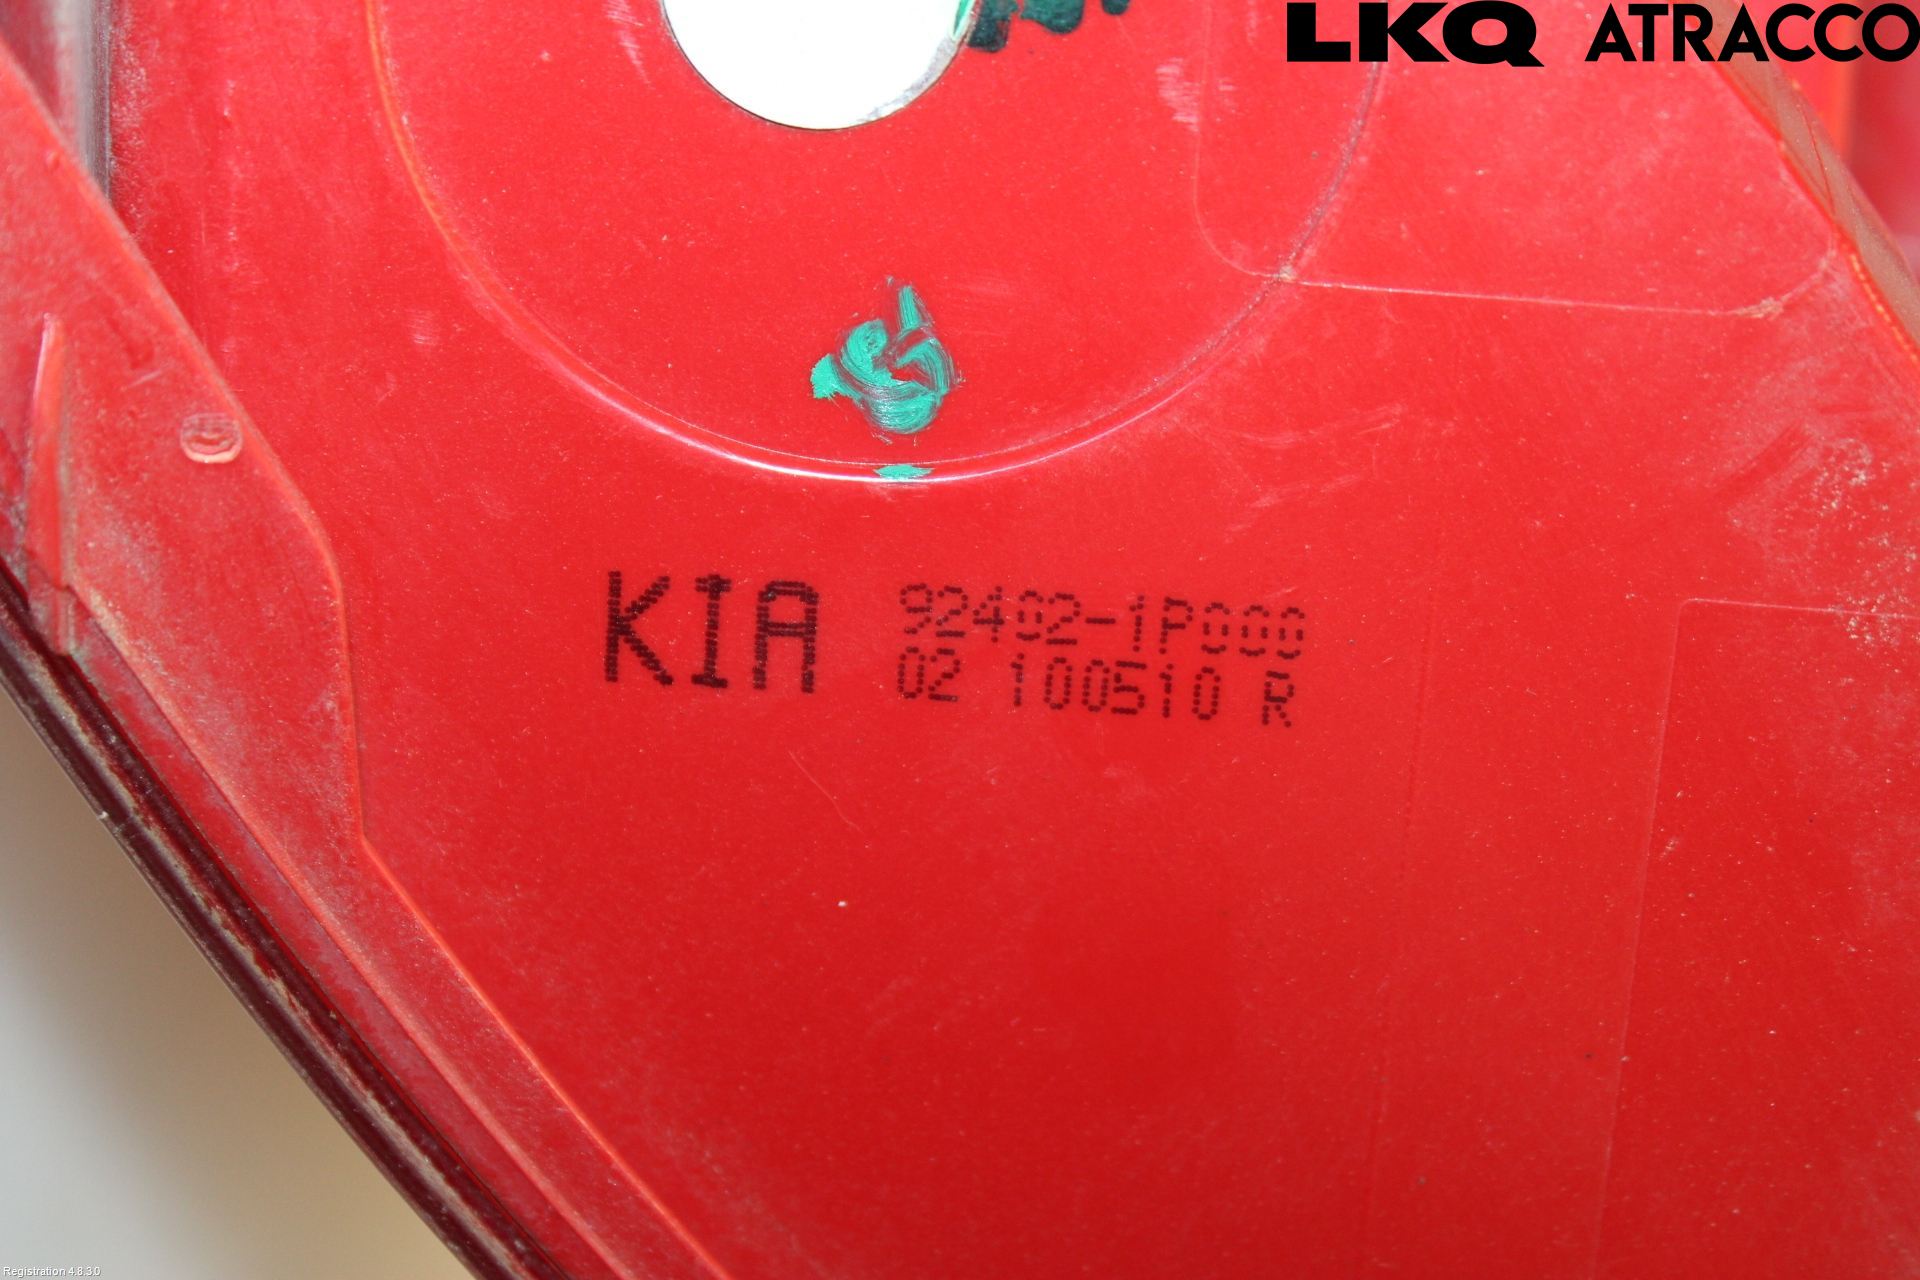 LKQ ATRACCO
KIA 92402-1P000
02 100510 R
Registration 4.8.3.0